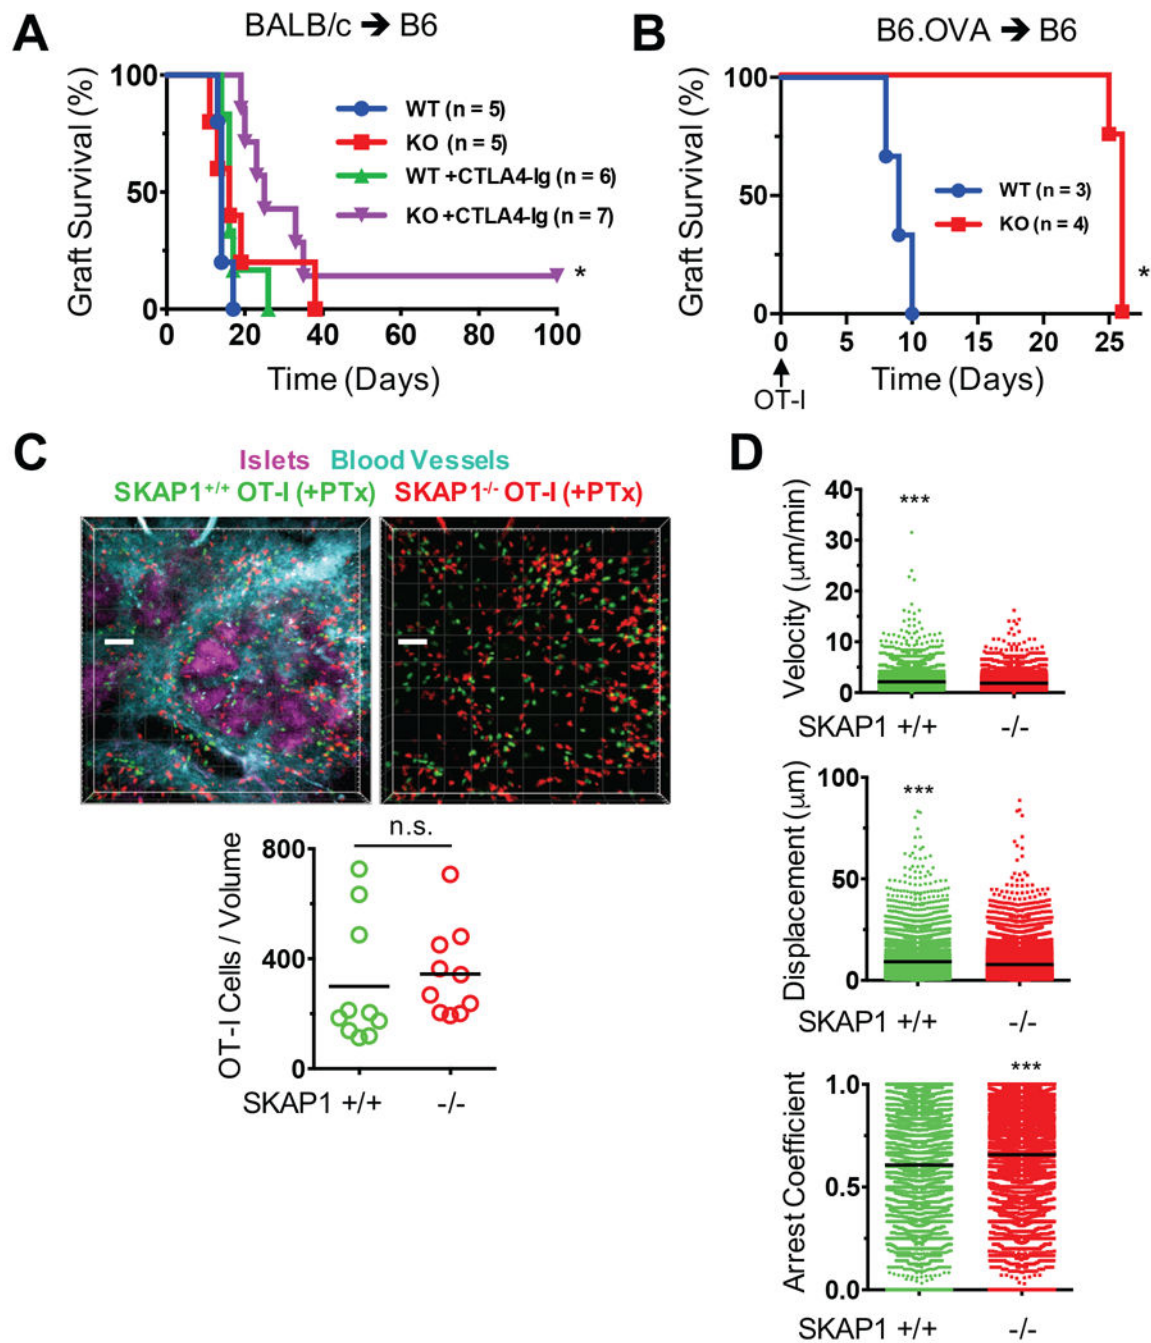 A
BALB/c ➔ B6
Graft Survival (%)
100
50
0
0 20 40 60 80 100
Time (Days)
WT (n = 5)
KO (n = 5)
WT +CTLA4-Ig (n = 6)
KO +CTLA4-Ig (n = 7)
*
B
B6.OVA ➔ B6
Graft Survival (%)
100
50
0
0 5 10 15 20 25
OT-I
Time (Days)
WT (n = 3)
KO (n = 4)
*
C
Islets Blood Vessels
SKAP1+/+ OT-I (+PTx) SKAP1-/- OT-I (+PTx)
n.s.
OT-I Cells / Volume
800
400
0
SKAP1 +/+ -/-
D
Velocity (μm/min)
40
30
20
10
0
***
SKAP1 +/+ -/-
Displacement (μm)
100
50
0
***
SKAP1 +/+ -/-
Arrest Coefficient
1.0
0.5
0.0
***
SKAP1 +/+ -/-